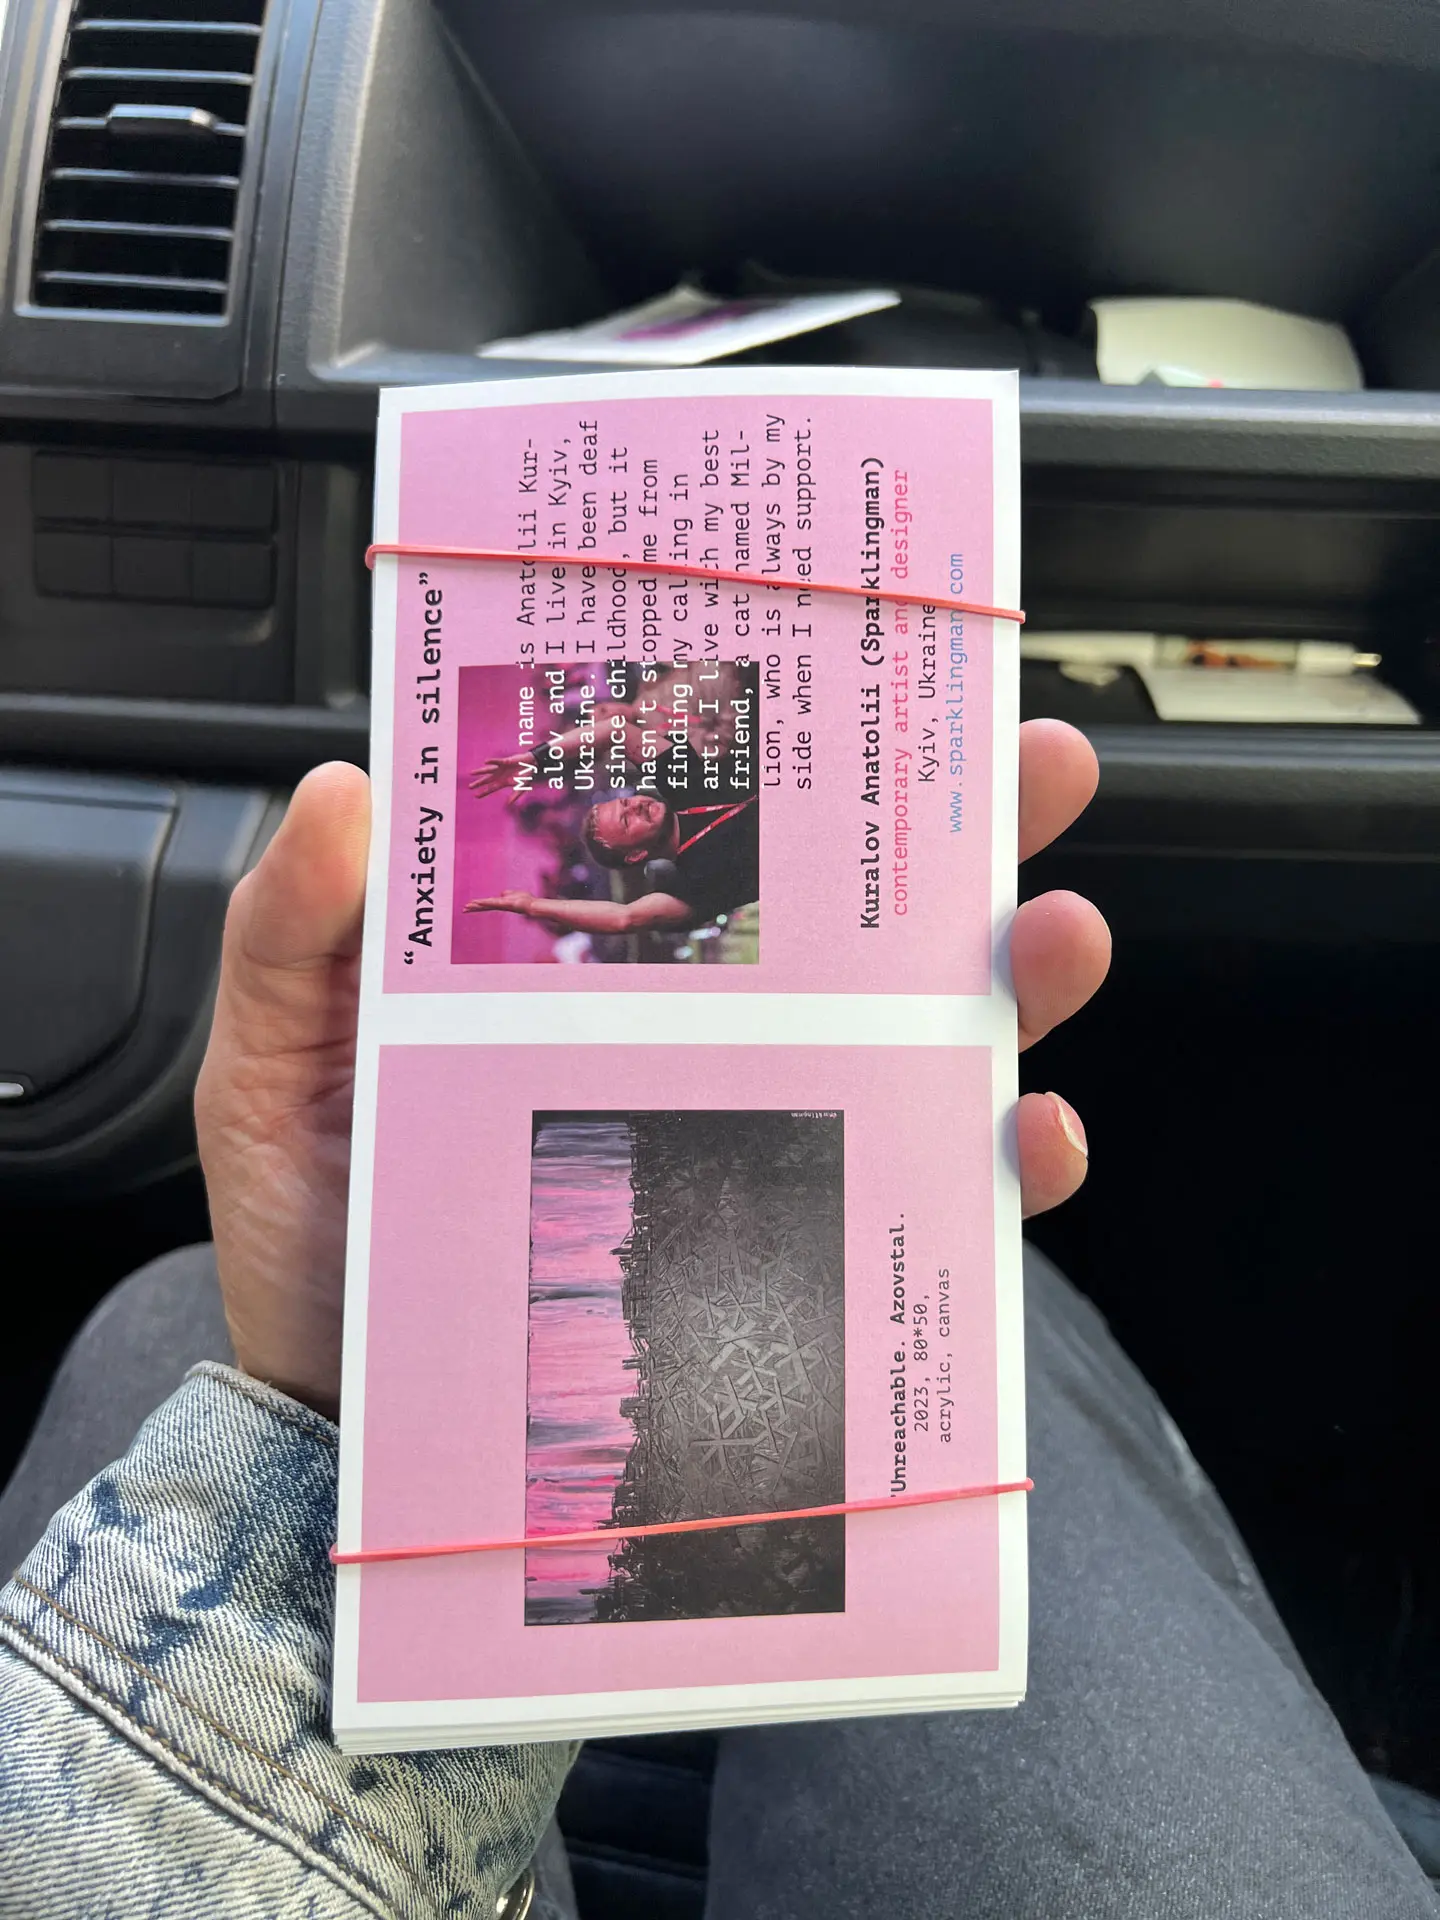 “Anxiety in silence”
My name is Anatolii Kur-
alov and I live in Kyiv,
Ukraine. I have been deaf
since childhood, but it
hasn't stopped me from
finding my calling in
art. I live with my best
friend, a cat named Mil-
lion, who is always by my
side when I need support.
Kuralov Anatolii (Sparklingman)
contemporary artist and designer
Kyiv, Ukraine
www.sparklingman.com
sparklingman
"Unreachable. Azovstal.
2023, 80*50,
acrylic, canvas